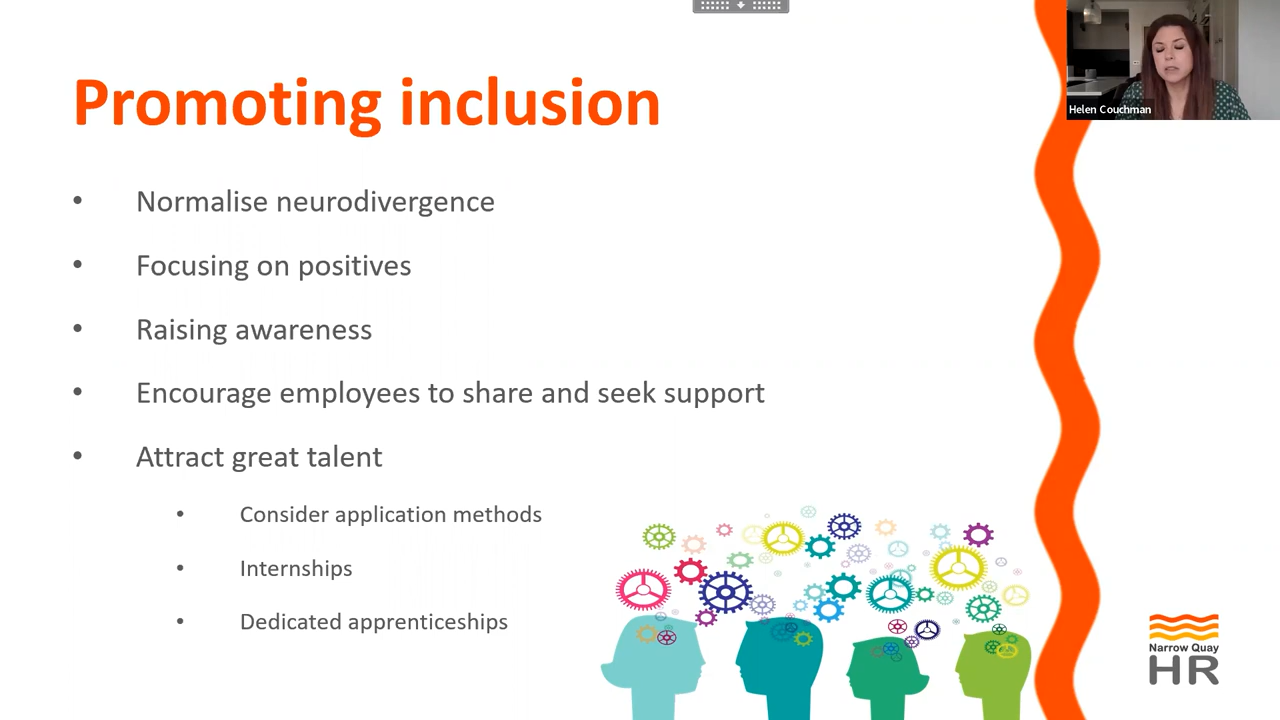 Promoting inclusion
Helen Couchman
• Normalise neurodivergence
• Focusing on positives
• Raising awareness
• Encourage employees to share and seek support
• Attract great talent
• Consider application methods
• Internships
• Dedicated apprenticeships
Narrow Quay
HR